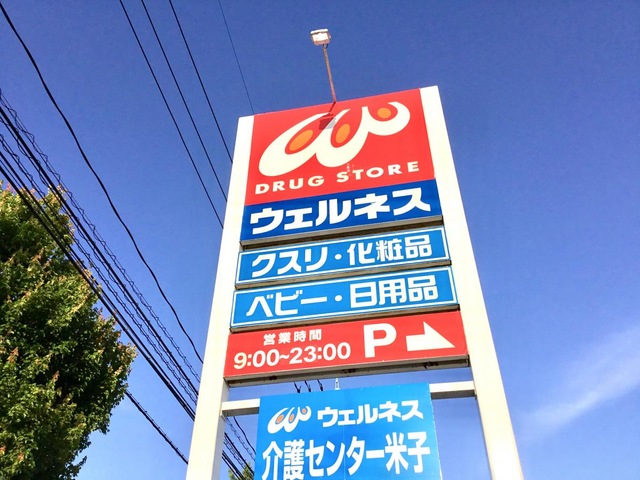 DRUG STORE
ウェルネス
クスリ・化粧品
ベビー・日用品
営業時間
9:00~23:00 P
ウェルネス
介護センター米子